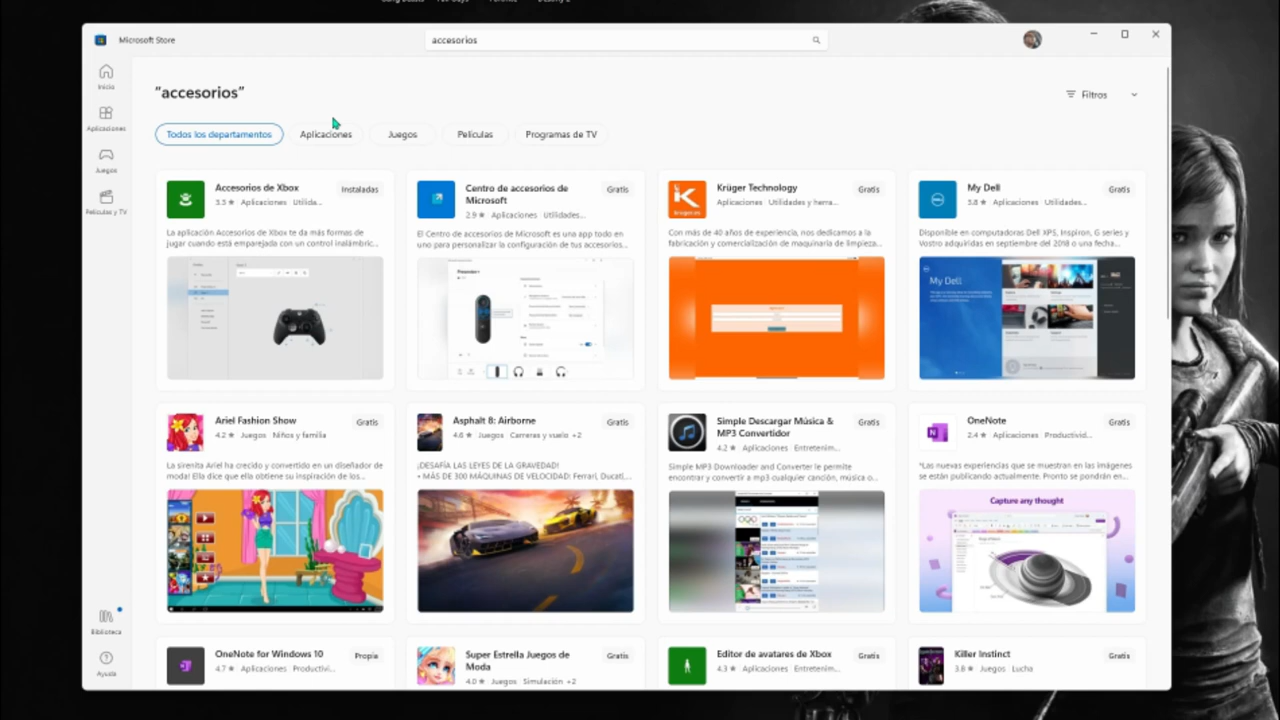 Microsoft Store
accesorios
Inicio
Aplicaciones
Juegos
Películas y TV
Biblioteca
Ayuda
"accesorios"
Filtros
Todos los departamentos
Aplicaciones
Juegos
Películas
Programas de TV
Accesorios de Xbox
Instaladas
3.5 ★ Aplicaciones Utilida...
La aplicación Accesorios de Xbox te da más formas de
jugar cuando está emparejada con un control inalámbric...
Centro de accesorios de
Microsoft
Gratis
2.9 ★ Aplicaciones Utilidades...
El Centro de accesorios de Microsoft es una app todo en
uno para personalizar la configuración de tus accesorios...
Krüger Technology
Gratis
Aplicaciones Utilidades y herra...
Con más de 40 años de experiencia, nos dedicamos a la
fabricación y comercialización de maquinaria de limpieza...
My Dell
Gratis
3.8 ★ Aplicaciones Utilidades...
Disponible en computadoras Dell XPS, Inspiron, G series y
Vostro adquiridas en septiembre del 2018 o una fecha...
My Dell
Ariel Fashion Show
Gratis
4.2 ★ Juegos Niños y familia
La sirenita Ariel ha crecido y convertido en un diseñador de
moda! Ella dice que ella obtiene su inspiración de los...
Asphalt 8: Airborne
Gratis
4.6 ★ Juegos Carreras y vuelo +2
¡DESAFÍA LAS LEYES DE LA GRAVEDAD!
• MÁS DE 300 MÁQUINAS DE VELOCIDAD: Ferrari, Ducati,...
Simple Descargar Música &
MP3 Convertidor
Gratis
4.2 ★ Aplicaciones Entretenim...
Simple MP3 Downloader and Converter le permite
encontrar y convertir a mp3 cualquier canción, música o...
OneNote
Gratis
2.4 ★ Aplicaciones Productivid...
*Las nuevas experiencias que se muestran en las imágenes
se están publicando actualmente. Pronto se pondrán en...
Capture any thought
OneNote for Windows 10
Propia
4.7 ★ Aplicaciones Productivi...
Super Estrella Juegos de
Moda
Gratis
4.0 ★ Juegos Simulación +2
Editor de avatares de Xbox
Gratis
4.3 ★ Aplicaciones Entretenim...
Killer Instinct
Gratis
3.8 ★ Juegos Lucha